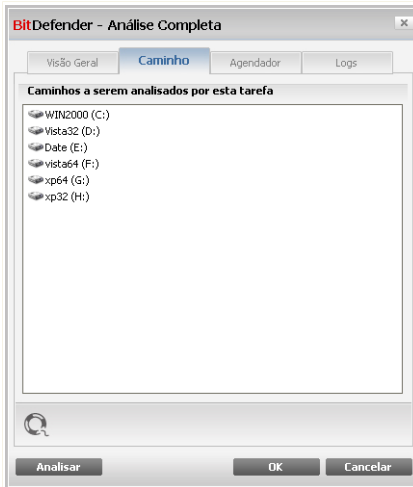 BitDefender - Análise Completa
Visão Geral Caminho Agendador Logs
Caminhos a serem analisados por esta tarefa
WIN2000 (C:)
Vista32 (D:)
Date (E:)
vista64 (F:)
xp64 (G:)
xp32 (H:)
Analisar OK Cancelar